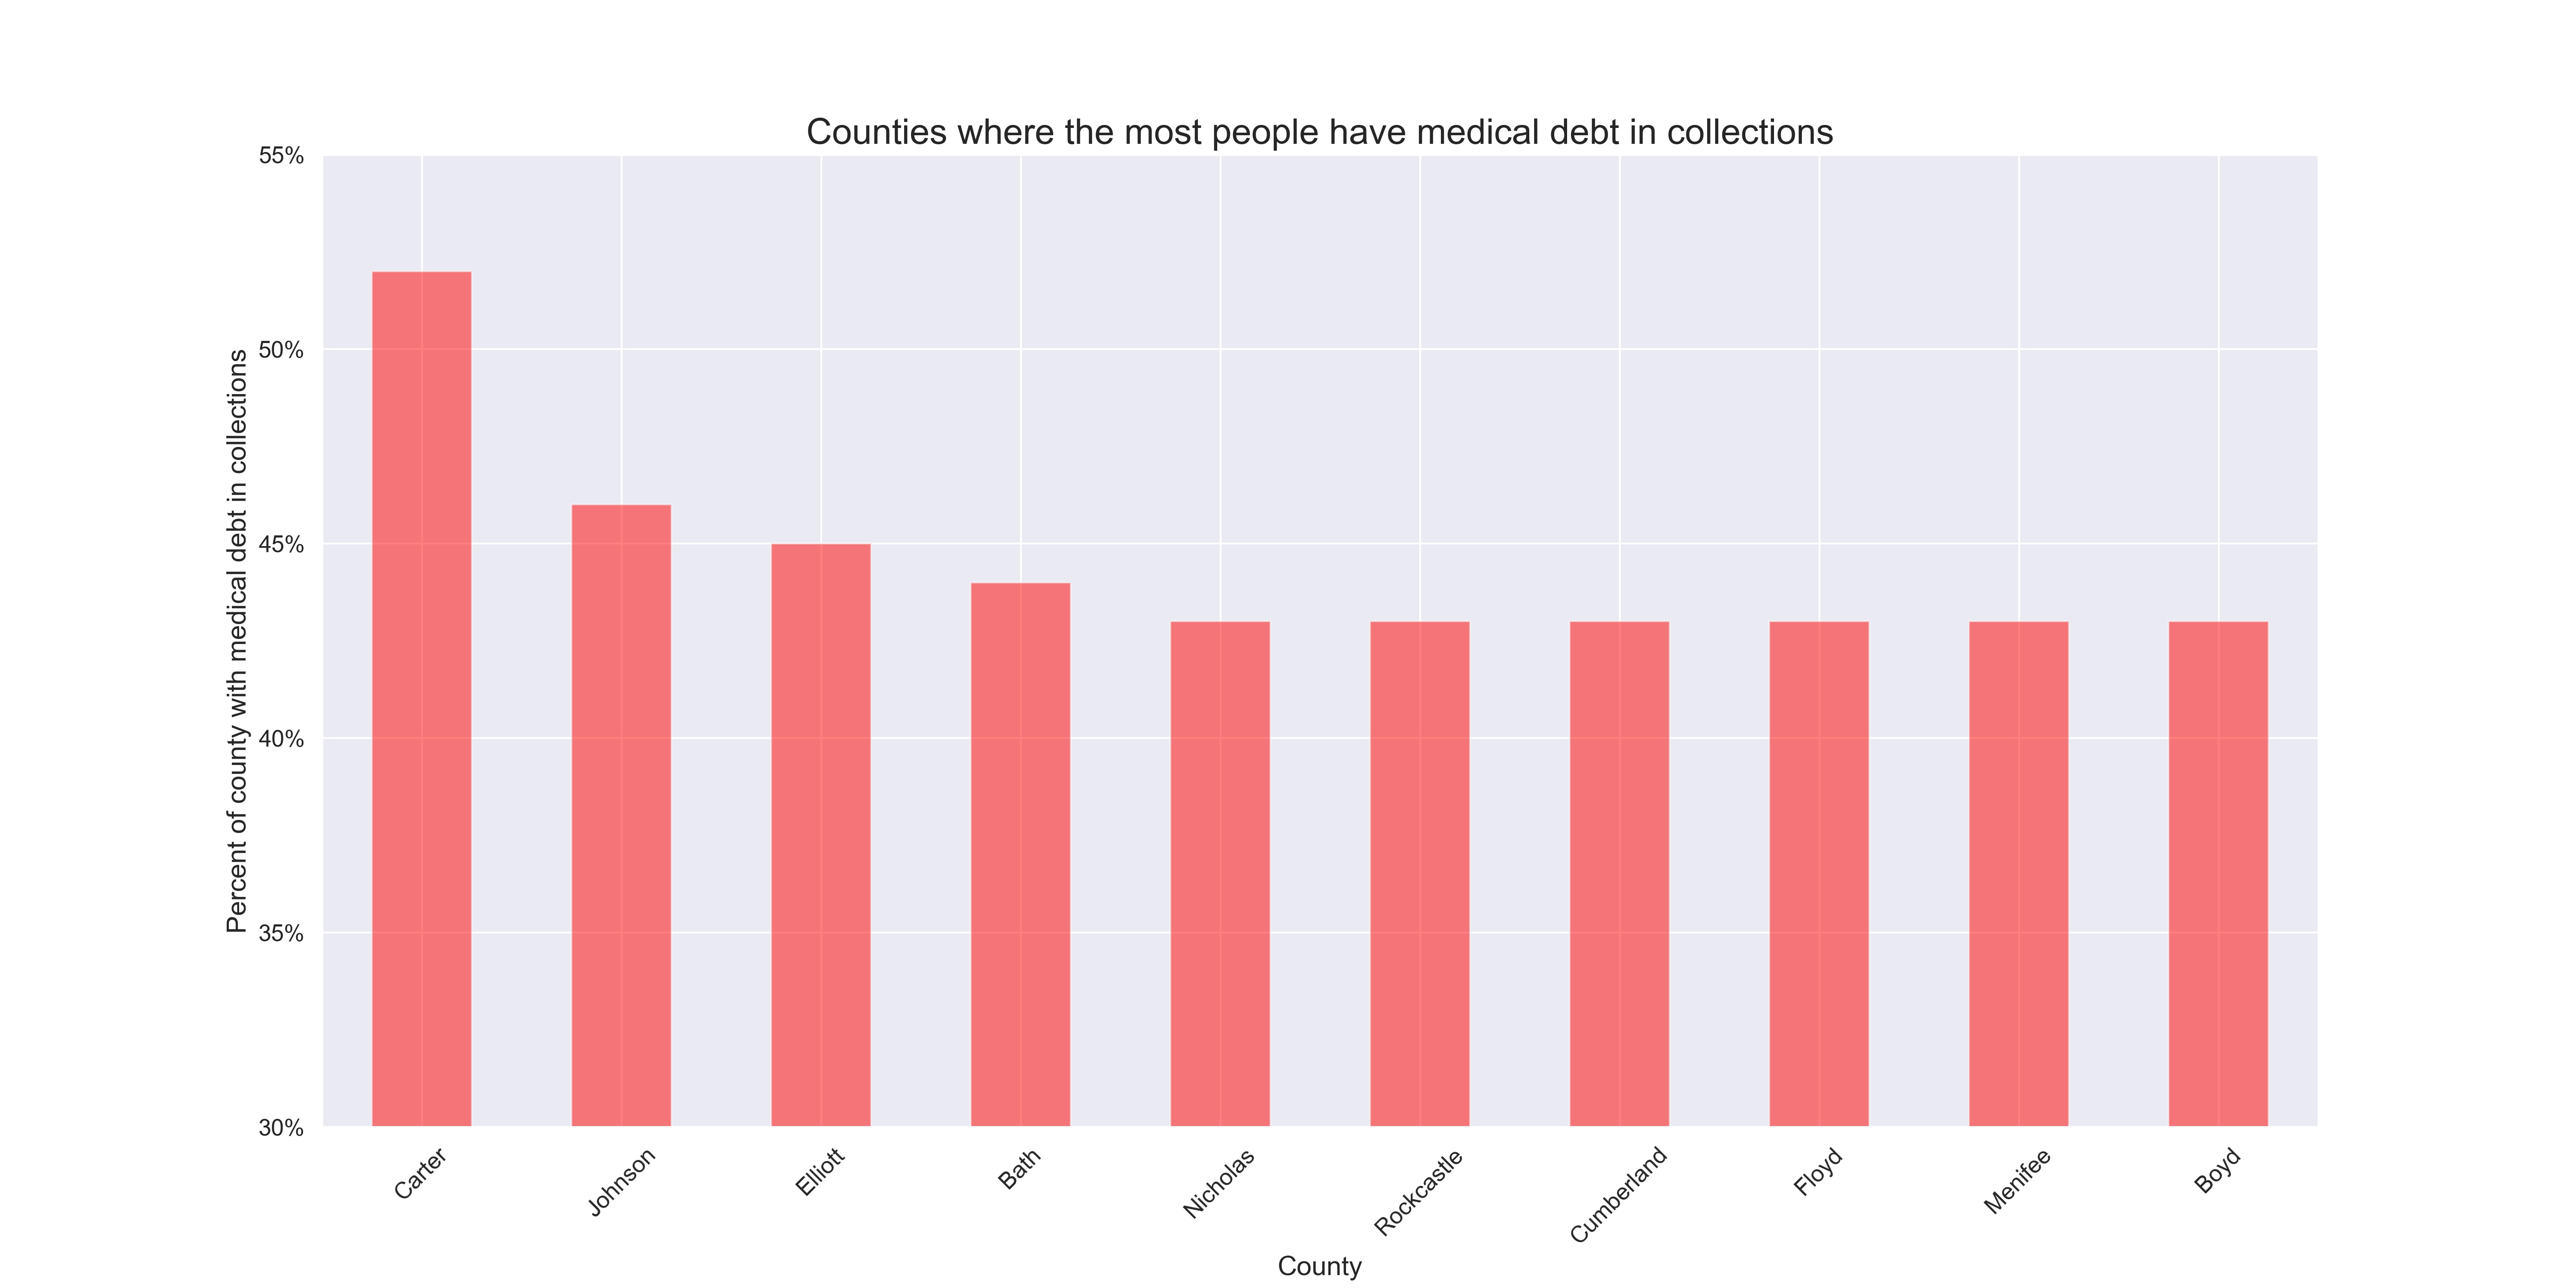 Counties where the most people have medical debt in collections
Percent of county with medical debt in collections
55%
50%
45%
40%
35%
30%
Carter
Johnson
Elliott
Bath
Nicholas
Rockcastle
Cumberland
Floyd
Menifee
Boyd
County